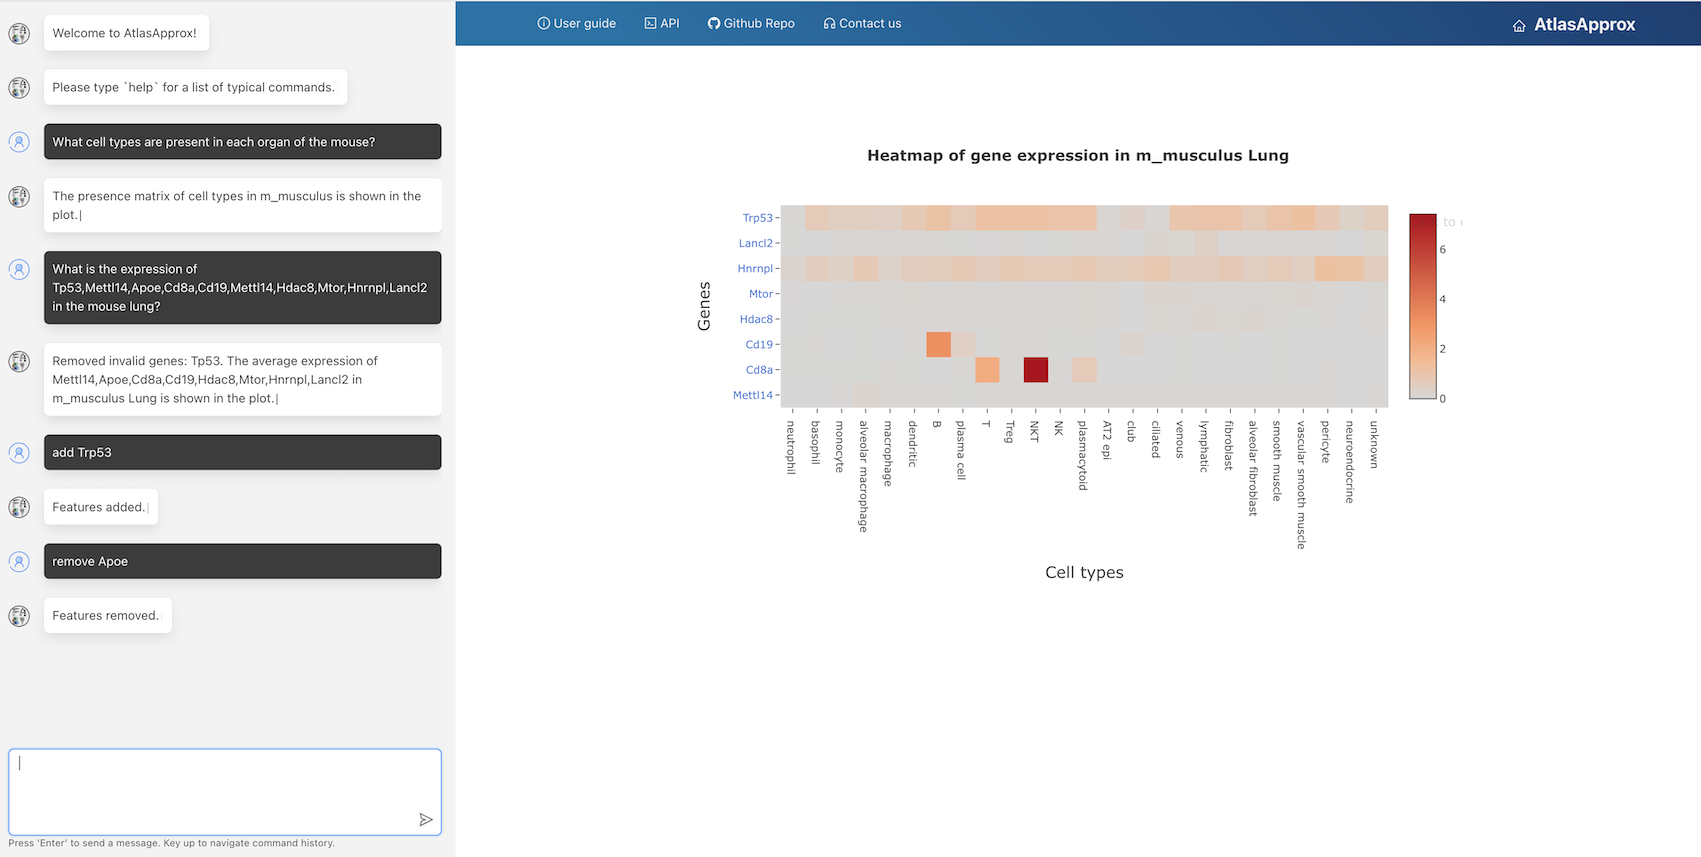 Welcome to AtlasApprox!
Please type `help` for a list of typical commands.
What cell types are present in each organ of the mouse?
The presence matrix of cell types in m_musculus is shown in the
plot.|
What is the expression of
Tp53,Mettl14,Apoe,Cd8a,Cd19,Mettl14,Hdac8,Mtor,Hnrnpl,Lancl2
in the mouse lung?
Removed invalid genes: Tp53. The average expression of
Mettl14,Apoe,Cd8a,Cd19,Hdac8,Mtor,Hnrnpl,Lancl2 in
m_musculus Lung is shown in the plot.|
add Trp53
Features added.|
remove Apoe
Features removed.
Press 'Enter' to send a message. Key up to navigate command history.
User guide
API
Github Repo
Contact us
AtlasApprox
Heatmap of gene expression in m_musculus Lung
Genes
Trp53
Lancl2
Hnrnpl
Mtor
Hdac8
Cd19
Cd8a
Mettl14
neutrophil
basophil
monocyte
alveolar macrophage
macrophage
dendritic
B
plasma cell
T
Treg
NKT
NK
plasmacytoid
AT2 epi
club
ciliated
venous
lymphatic
fibroblast
alveolar fibroblast
smooth muscle
vascular smooth muscle
pericyte
neuroendocrine
unknown
Cell types
to
6
4
2
0